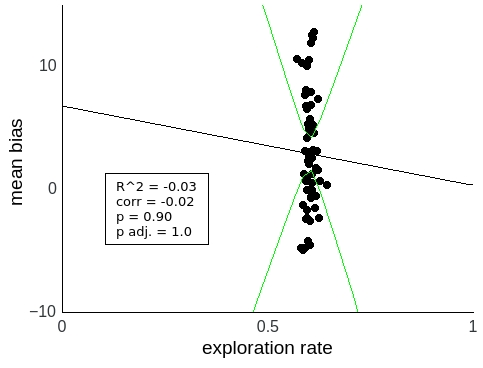 10
0
−10
mean bias
R^2 = -0.03
corr = -0.02
p = 0.90
p adj. = 1.0
0
0.5
1
exploration rate